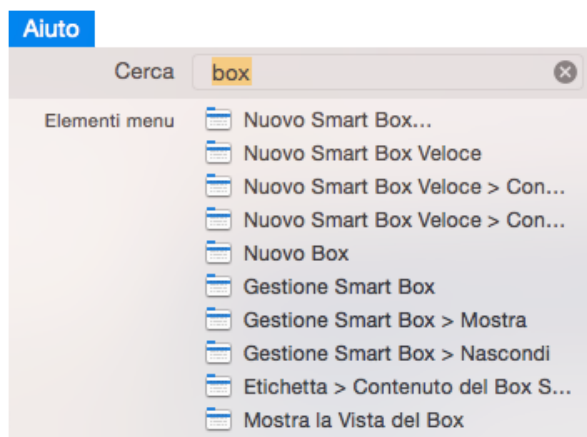 Aiuto
Cerca box
Elementi menu Nuovo Smart Box...
Nuovo Smart Box Veloce
Nuovo Smart Box Veloce > Con...
Nuovo Smart Box Veloce > Con...
Nuovo Box
Gestione Smart Box
Gestione Smart Box > Mostra
Gestione Smart Box > Nascondi
Etichetta > Contenuto del Box S...
Mostra la Vista del Box